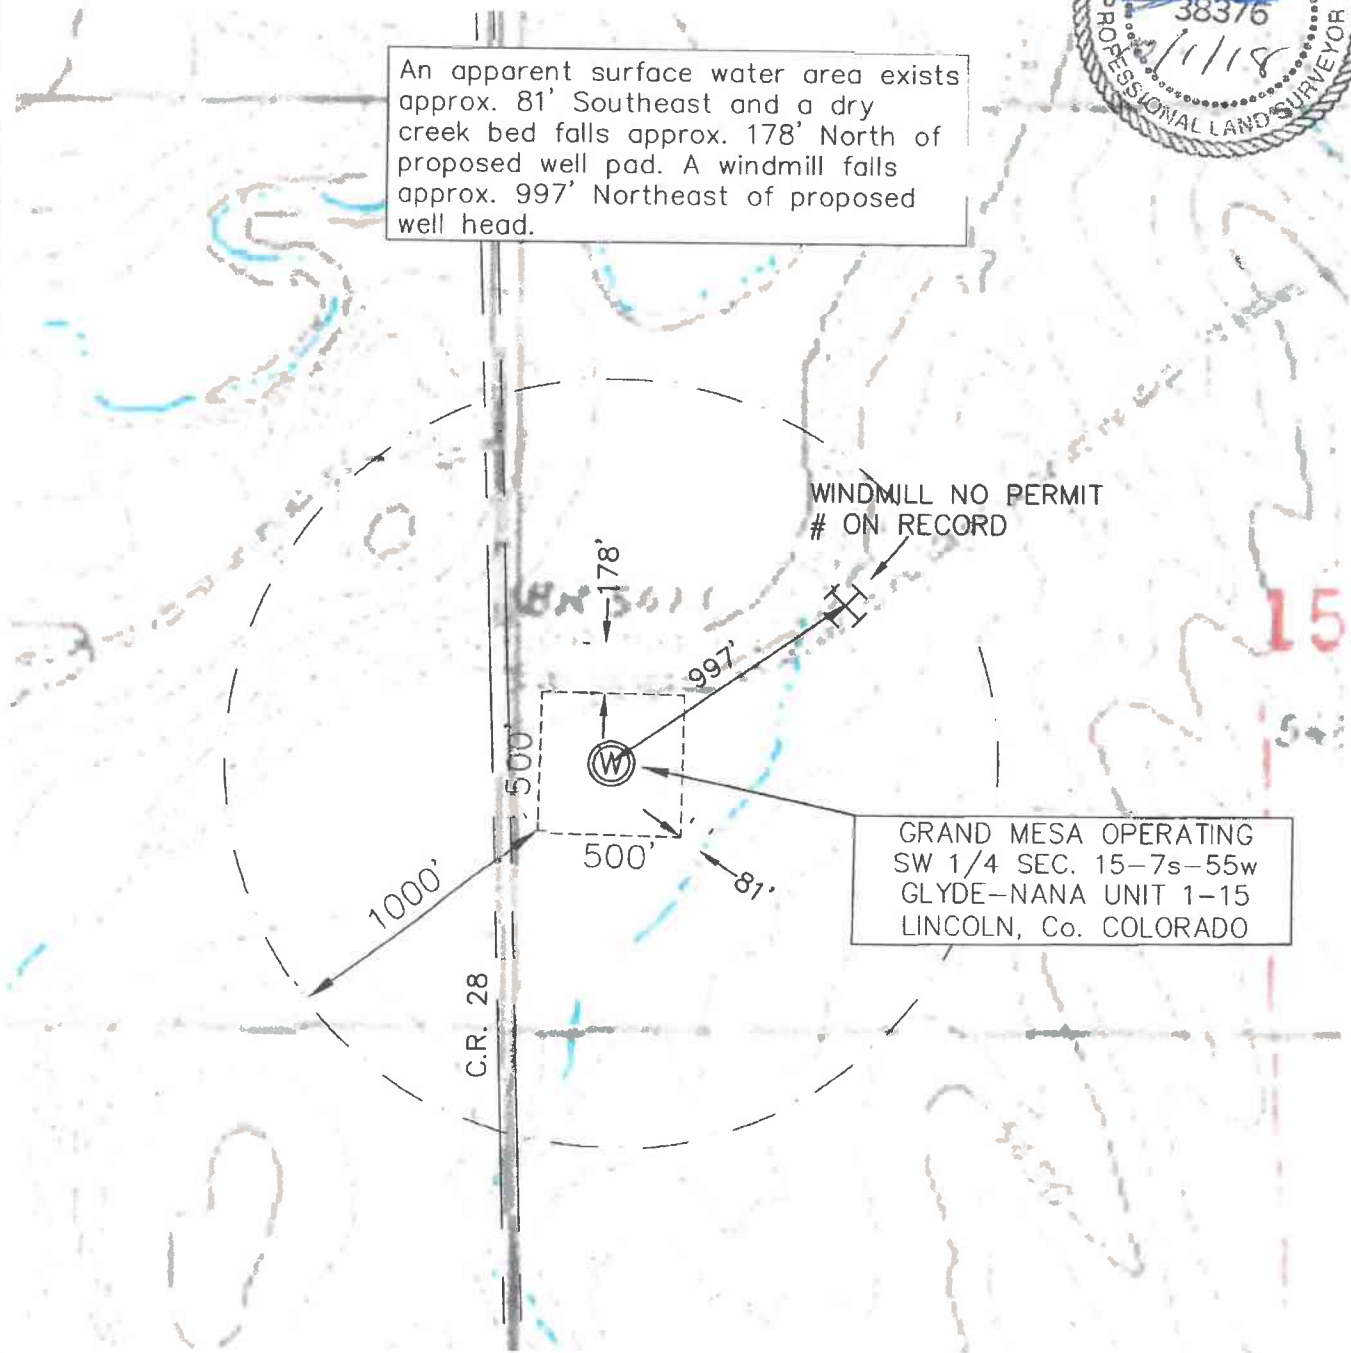 38376
PROFESSIONAL LAND SURVEYOR
An apparent surface water area exists
approx. 81' Southeast and a dry
creek bed falls approx. 178' North of
proposed well pad. A windmill falls
approx. 997' Northeast of proposed
well head.
WINDMILL NO PERMIT
# ON RECORD
178'
15
997'
500'
W
500'
81'
1000'
GRAND MESA OPERATING
SW 1/4 SEC. 15-7s-55w
GLYDE-NANA UNIT 1-15
LINCOLN, Co. COLORADO
C.R. 28